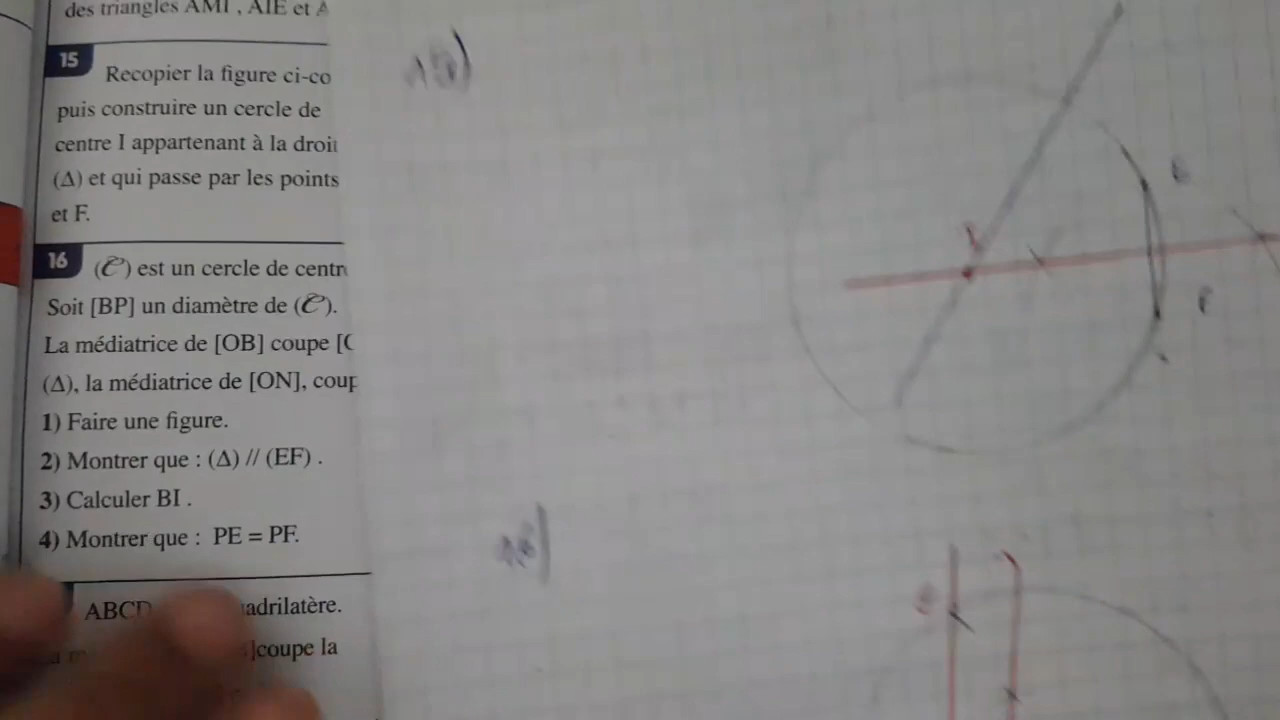 des triangles AMI , AIE et A
15
Recopier la figure ci-co
puis construire un cercle de
centre I appartenant à la droi
(Δ) et qui passe par les points
et F.
16
(𝒞) est un cercle de centr
Soit [BP] un diamètre de (𝒞).
La médiatrice de [OB] coupe [
(Δ), la médiatrice de [ON], coup
1) Faire une figure.
2) Montrer que : (Δ) // (EF) .
3) Calculer BI .
4) Montrer que : PE = PF.
ABCD
adrilatère.
coupe la
15)